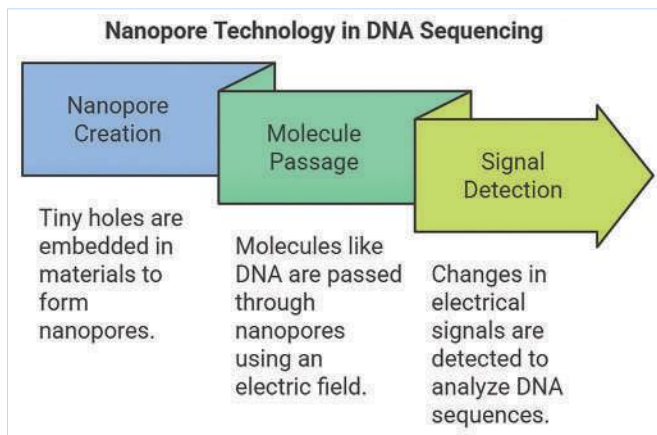 Nanopore Technology in DNA Sequencing
Nanopore
Creation
Molecule
Passage
Signal
Detection
Tiny holes are
embedded in
materials to
form
nanopores.
Molecules like
DNA are passed
through
nanopores
using an
electric field.
Changes in
electrical
signals are
detected to
analyze DNA
sequences.